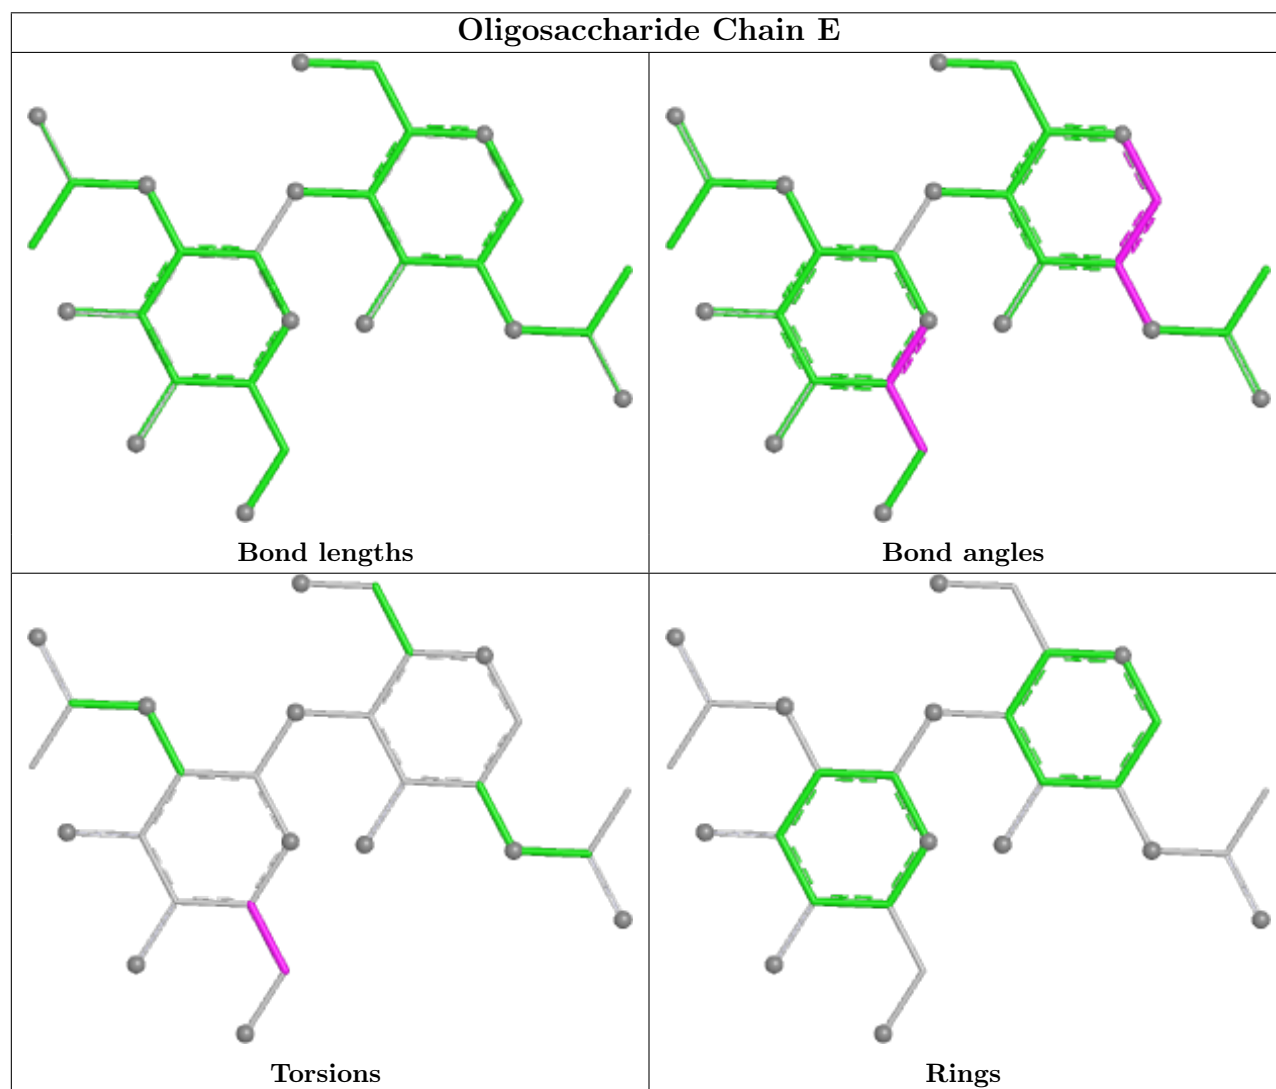 Oligosaccharide Chain E
Bond lengths
Bond angles
Torsions
Rings